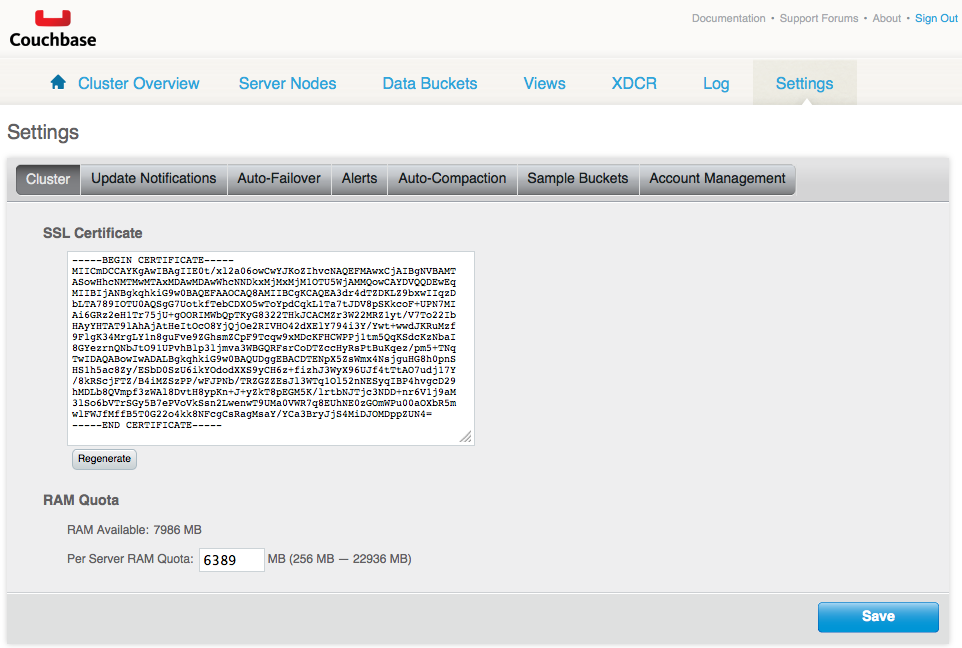 Couchbase
Documentation • Support Forums • About • Sign Out
Cluster Overview Server Nodes Data Buckets Views XDCR Log Settings
Settings
Cluster Update Notifications Auto-Failover Alerts Auto-Compaction Sample Buckets Account Management
SSL Certificate
-----BEGIN CERTIFICATE-----
MIICmDCCAYKgAwIBAgIIE0t/xl2a06owCwYJKoZIhvcNAQEFMAwxCjAIBgNVBAMT
ASowHhcNMTMwMTAxMDAwMDAwWhcNNDkxMjMxMjM1OTU5WjAMMQowCAYDVQQDEwEq
MIIBIjANBgkqhkiG9w0BAQEFAAOCAQ8AMIIBCgKCAQEA3dr4dTZDKLZ9bxwIIqzD
bLTA789IOTU0AQSgG7UotkfTebCDXO5wToYpdCqkL1Ta7tJDV8pSKkcoF+UPN7MI
Ai6GRz2eH1Tr75jU+gOORIMWbQpTKyG8322THkJCACMZr3W22MRZ1yt/V7To22Ib
HAyYHTAT9lAhAjAtHeItOcO8YjQjOe2RIVHO42dXElY794i3Y/Ywt+wwdJKRuMzf
9FlgK34MrgLY1n8guFve9ZGhsmZCpF9Tcqw9xMDcKFHCWPPj1tm5QqKSdcKzNbaI
8GYezrnQNbJtO91UPvhBlp3ljmva3WBGQRFsrCoDTZccHyRsPtBuKqez/pm5+TNq
TwIDAQABowIwADALBgkqhkiG9w0BAQUDggEBACDTENpX5ZsWmx4NsjguHG8h0pnS
HS1h5ac8Zy/ESbD0SzU6ikYOdodXXS9yCH6z+fizhJ3WyX96UJf4tTtAO7udj17Y
/8kRScjFTZ/B4iMZSzPP/wFJPNb/TRZGZZEsJl3WTq1O152nNESyqIBP4hvgcD29
hMDLb8QVmpf3zWAl8DvtH8ypKn+J+yZkT8pEGM5K/lrtbNJTjc3NDD+nr6V1j9aM
3lSo6bVTrSGy5B7ePVoVkSsn2LwenwT9UMa0VWR7q8EUhNE0zGOmWPu00aOXbR5m
wlFWJfMffB5T0G22o4kk8NFcgCsRagMsaY/YCa3BryJjS4MiDJOMDppZUN4=
-----END CERTIFICATE-----
Regenerate
RAM Quota
RAM Available: 7986 MB
Per Server RAM Quota: 6389 MB (256 MB — 22936 MB)
Save